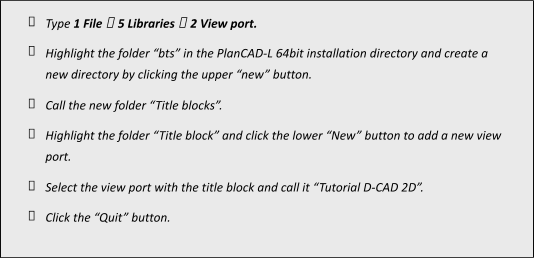 ▯ Type 1 File ▯ 5 Libraries ▯ 2 View port.
▯ Highlight the folder “bts” in the PlanCAD-L 64bit installation directory and create a
new directory by clicking the upper “new” button.
▯ Call the new folder “Title blocks”.
▯ Highlight the folder “Title block” and click the lower “New” button to add a new view
port.
▯ Select the view port with the title block and call it “Tutorial D-CAD 2D”.
▯ Click the “Quit” button.